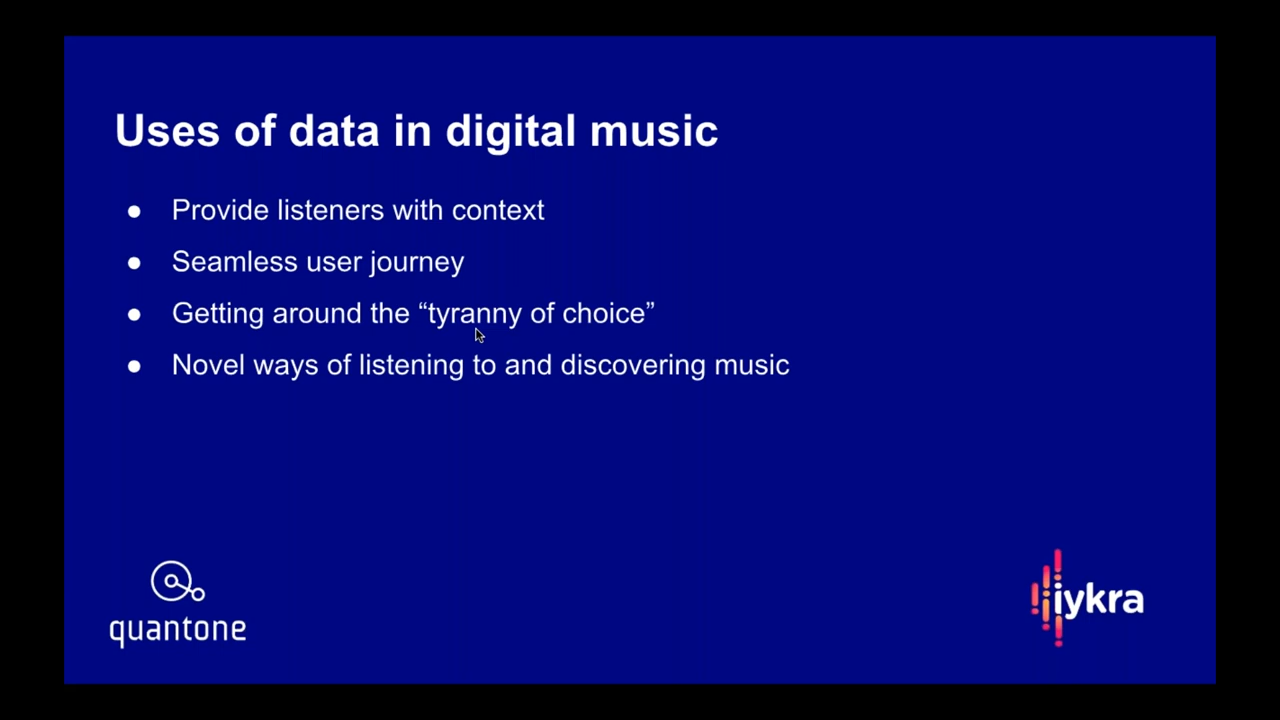 Uses of data in digital music
● Provide listeners with context
● Seamless user journey
● Getting around the “tyranny of choice”
● Novel ways of listening to and discovering music
quantone
iykra